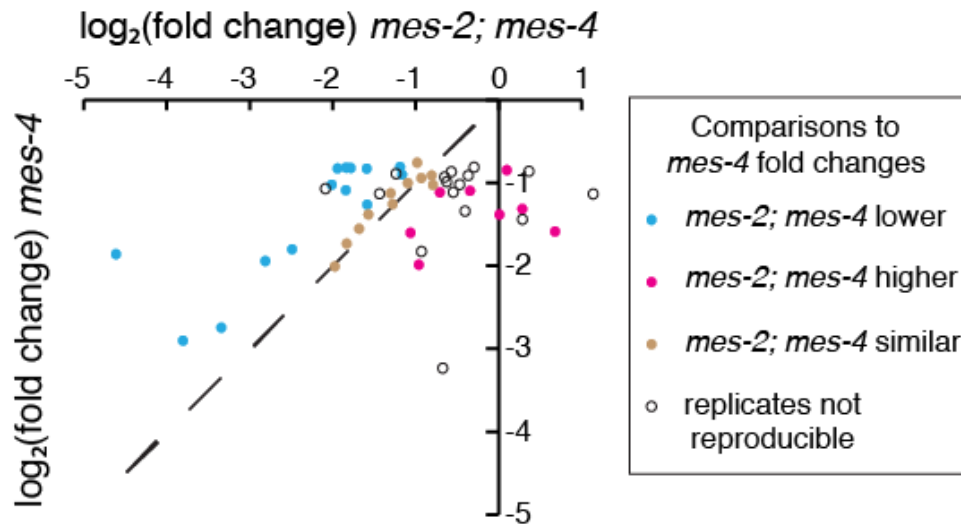 log₂(fold change) mes-2; mes-4
-5 -4 -3 -2 -1 0 1
log₂(fold change) mes-4
-1
-2
-3
-4
-5
Comparisons to
mes-4 fold changes
mes-2; mes-4 lower
mes-2; mes-4 higher
mes-2; mes-4 similar
replicates not
reproducible